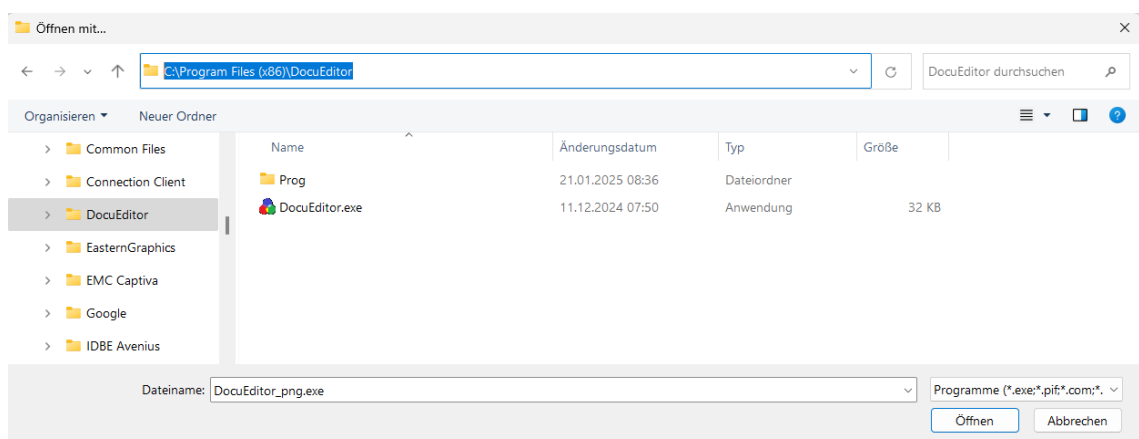 Öffnen mit...
C:\Program Files (x86)\DocuEditor
DocuEditor durchsuchen
Organisieren
Neuer Ordner
Common Files
Connection Client
DocuEditor
EasternGraphics
EMC Captiva
Google
IDBE Avenius
Name Änderungsdatum Typ Größe
Prog 21.01.2025 08:36 Dateiordner
DocuEditor.exe 11.12.2024 07:50 Anwendung 32 KB
Dateiname: DocuEditor_png.exe
Programme (*.exe;*.pif;*.com;*.
Öffnen
Abbrechen